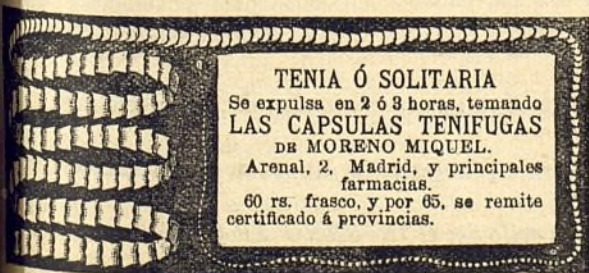 TENIA Ó SOLITARIA
Se expulsa en 2 ó 3 horas, tomando
LAS CAPSULAS TENIFUGAS
DE MORENO MIQUEL.
Arenal, 2, Madrid, y principales
farmacias.
60 rs. frasco, y por 65, se remite
certificado á provincias.